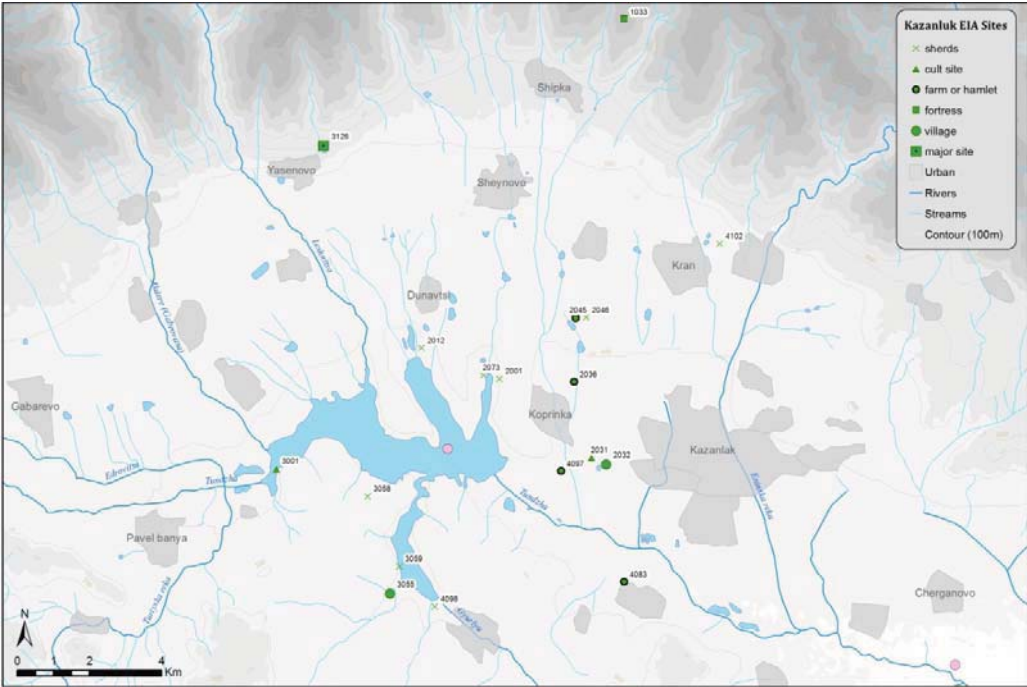 1033
Kazanluk EIA Sites
sherds
cult site
farm or hamlet
fortress
village
major site
Urban
Rivers
Streams
Contour (100m)
Shipka
3126
Yasenovo
Sheynovo
4102
Kran
Dunavtsi
2045
2046
2012
2073
2001
2036
Gabarevo
Koprinka
Kazanlak
2031
2032
4097
3001
Tundzha
3058
Tundzha
Pavel banya
3059
3055
4098
4083
Cherganovo
N
0 1 2 4
Km